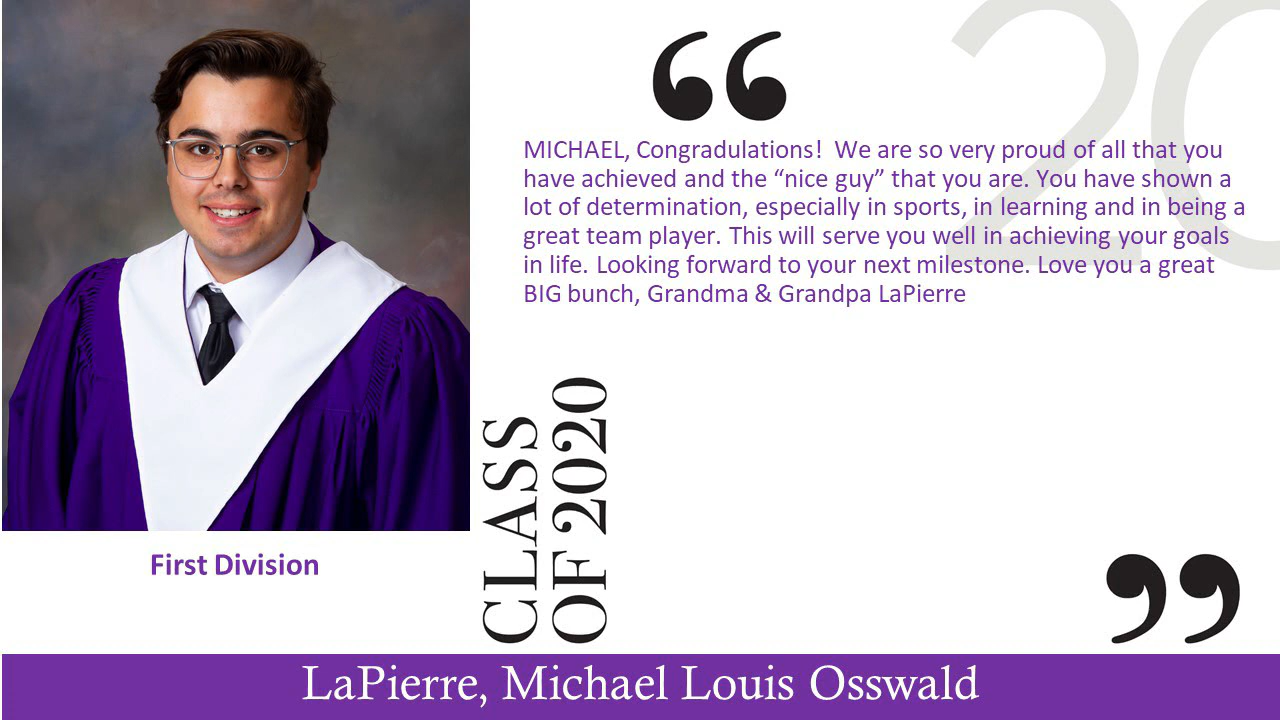 20
“
MICHAEL, Congradulations!  We are so very proud of all that you
have achieved and the “nice guy” that you are. You have shown a
lot of determination, especially in sports, in learning and in being a
great team player. This will serve you well in achieving your goals
in life. Looking forward to your next milestone. Love you a great
BIG bunch, Grandma & Grandpa LaPierre
CLASS
OF 2020
First Division
”
LaPierre, Michael Louis Osswald